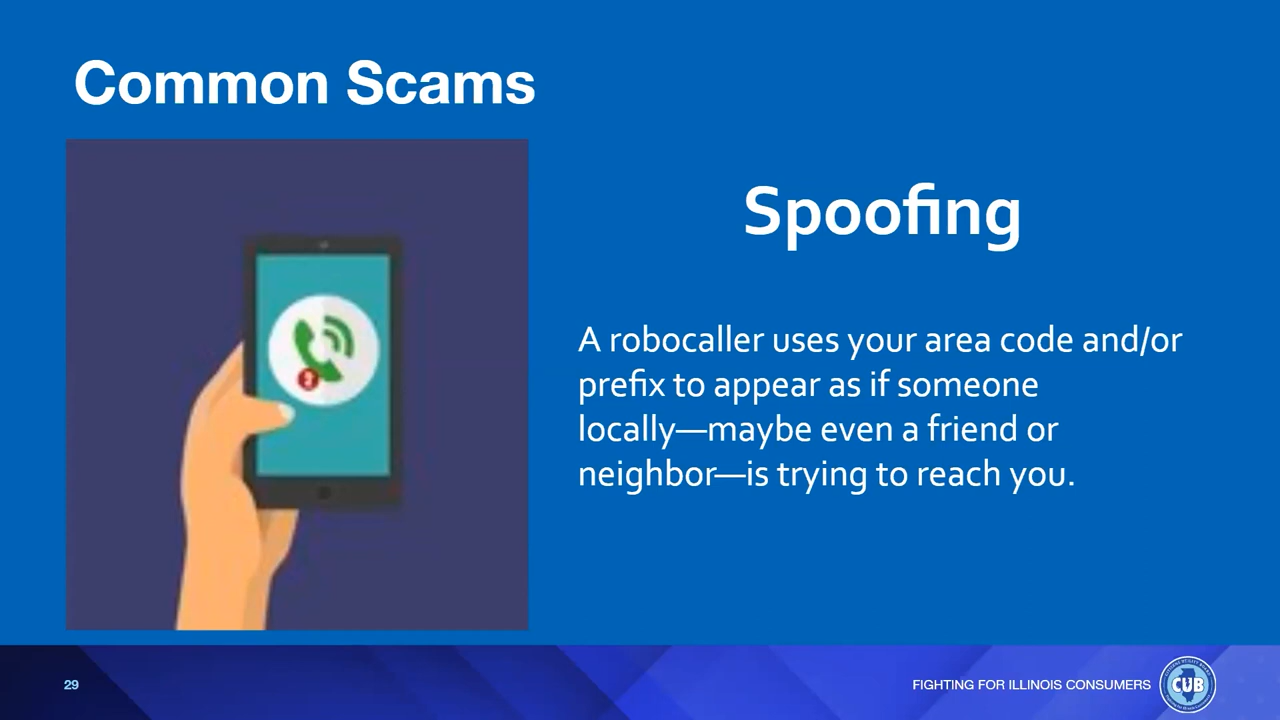 Common Scams
Spoofing
A robocaller uses your area code and/or
prefix to appear as if someone
locally—maybe even a friend or
neighbor—is trying to reach you.
29
FIGHTING FOR ILLINOIS CONSUMERS
CUB